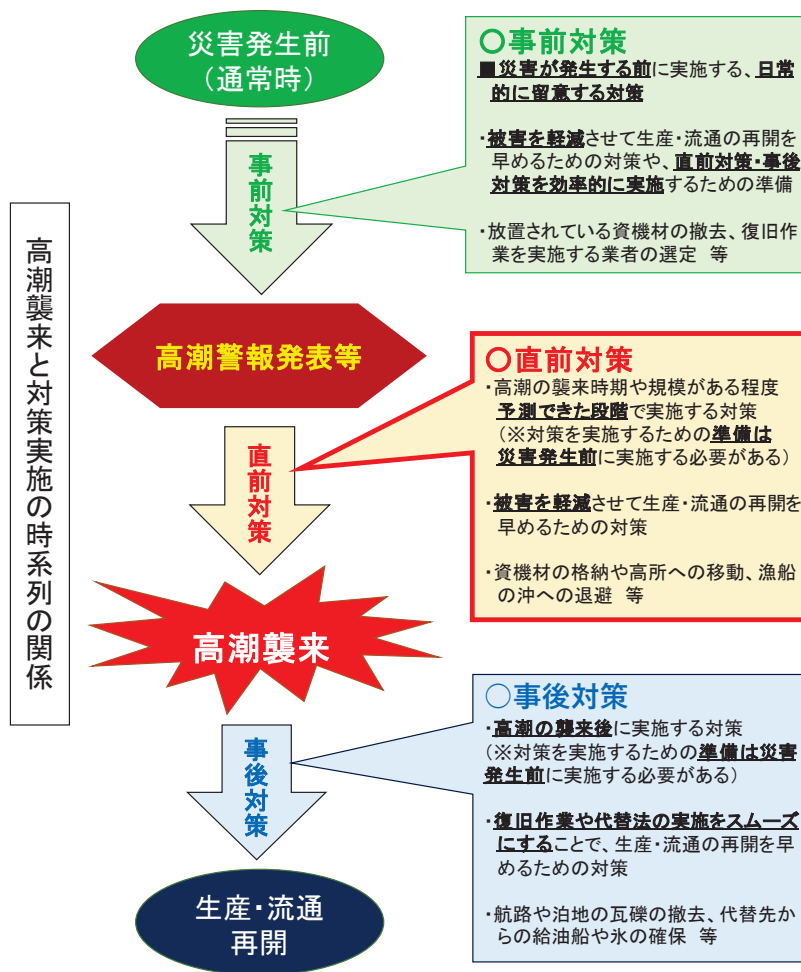 高潮襲来と対策実施の時系列の関係
災害発生前
(通常時)
事前対策
高潮警報発表等
直前対策
高潮襲来
事後対策
生産・流通
再開
○事前対策
■災害が発生する前に実施する、日常
的に留意する対策
・被害を軽減させて生産・流通の再開を
早めるための対策や、直前対策・事後
対策を効率的に実施するための準備
・放置されている資機材の撤去、復旧作
業を実施する業者の選定 等
○直前対策
・高潮の襲来時期や規模がある程度
予測できた段階で実施する対策
(※対策を実施するための準備は
災害発生前に実施する必要がある)
・被害を軽減させて生産・流通の再開を
早めるための対策
・資機材の格納や高所への移動、漁船
の沖への退避 等
○事後対策
・高潮の襲来後に実施する対策
(※対策を実施するための準備は災害
発生前に実施する必要がある)
・復旧作業や代替法の実施をスムーズ
にすることで、生産・流通の再開を早
めるための対策
・航路や泊地の瓦礫の撤去、代替先か
らの給油船や氷の確保 等